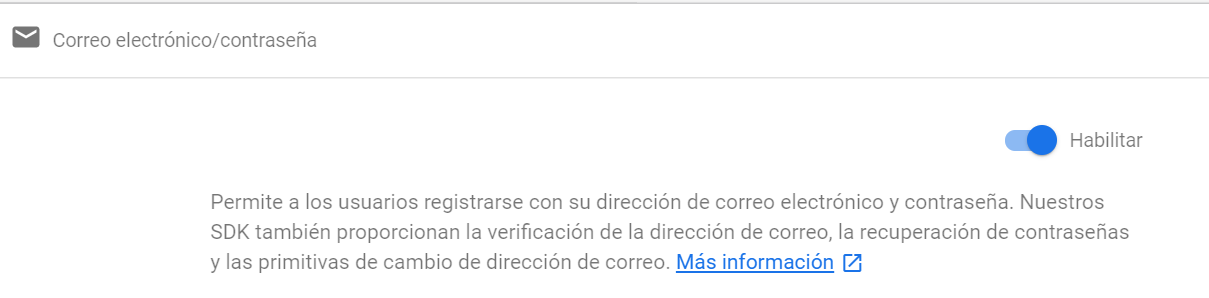 Correo electrónico/contraseña
Habilitar
Permite a los usuarios registrarse con su dirección de correo electrónico y contraseña. Nuestros
SDK también proporcionan la verificación de la dirección de correo, la recuperación de contraseñas
y las primitivas de cambio de dirección de correo. Más información